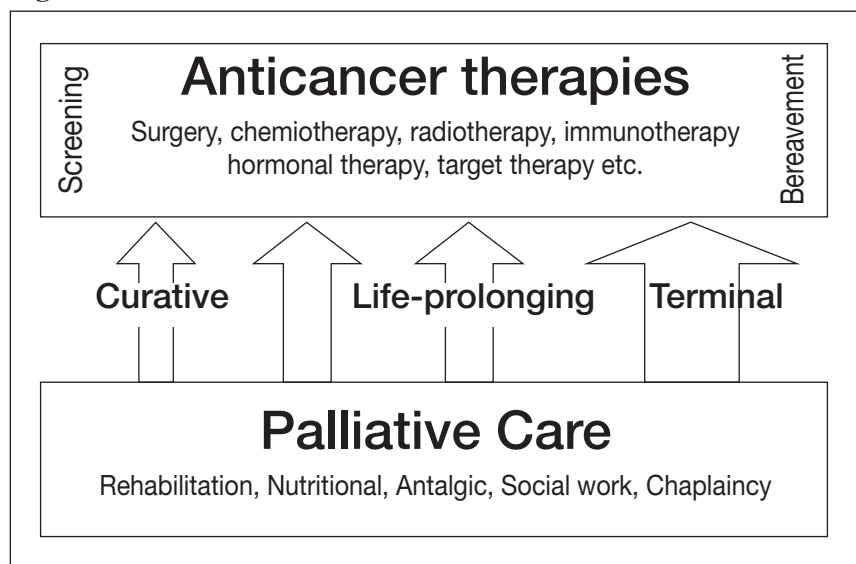 Screening
Anticancer therapies
Surgery, chemiotherapy, radiotherapy, immunotherapy
hormonal therapy, target therapy etc.
Bereavement
Curative
Life-prolonging
Terminal
Palliative Care
Rehabilitation, Nutritional, Antalgic, Social work, Chaplaincy